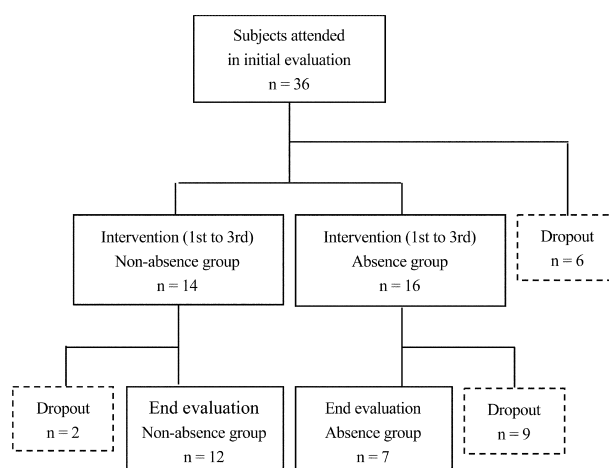 Subjects attended
in initial evaluation
n = 36
Intervention (1st to 3rd)
Non-absence group
n = 14
Intervention (1st to 3rd)
Absence group
n = 16
Dropout
n = 6
Dropout
n = 2
End evaluation
Non-absence group
n = 12
End evaluation
Absence group
n = 7
Dropout
n = 9